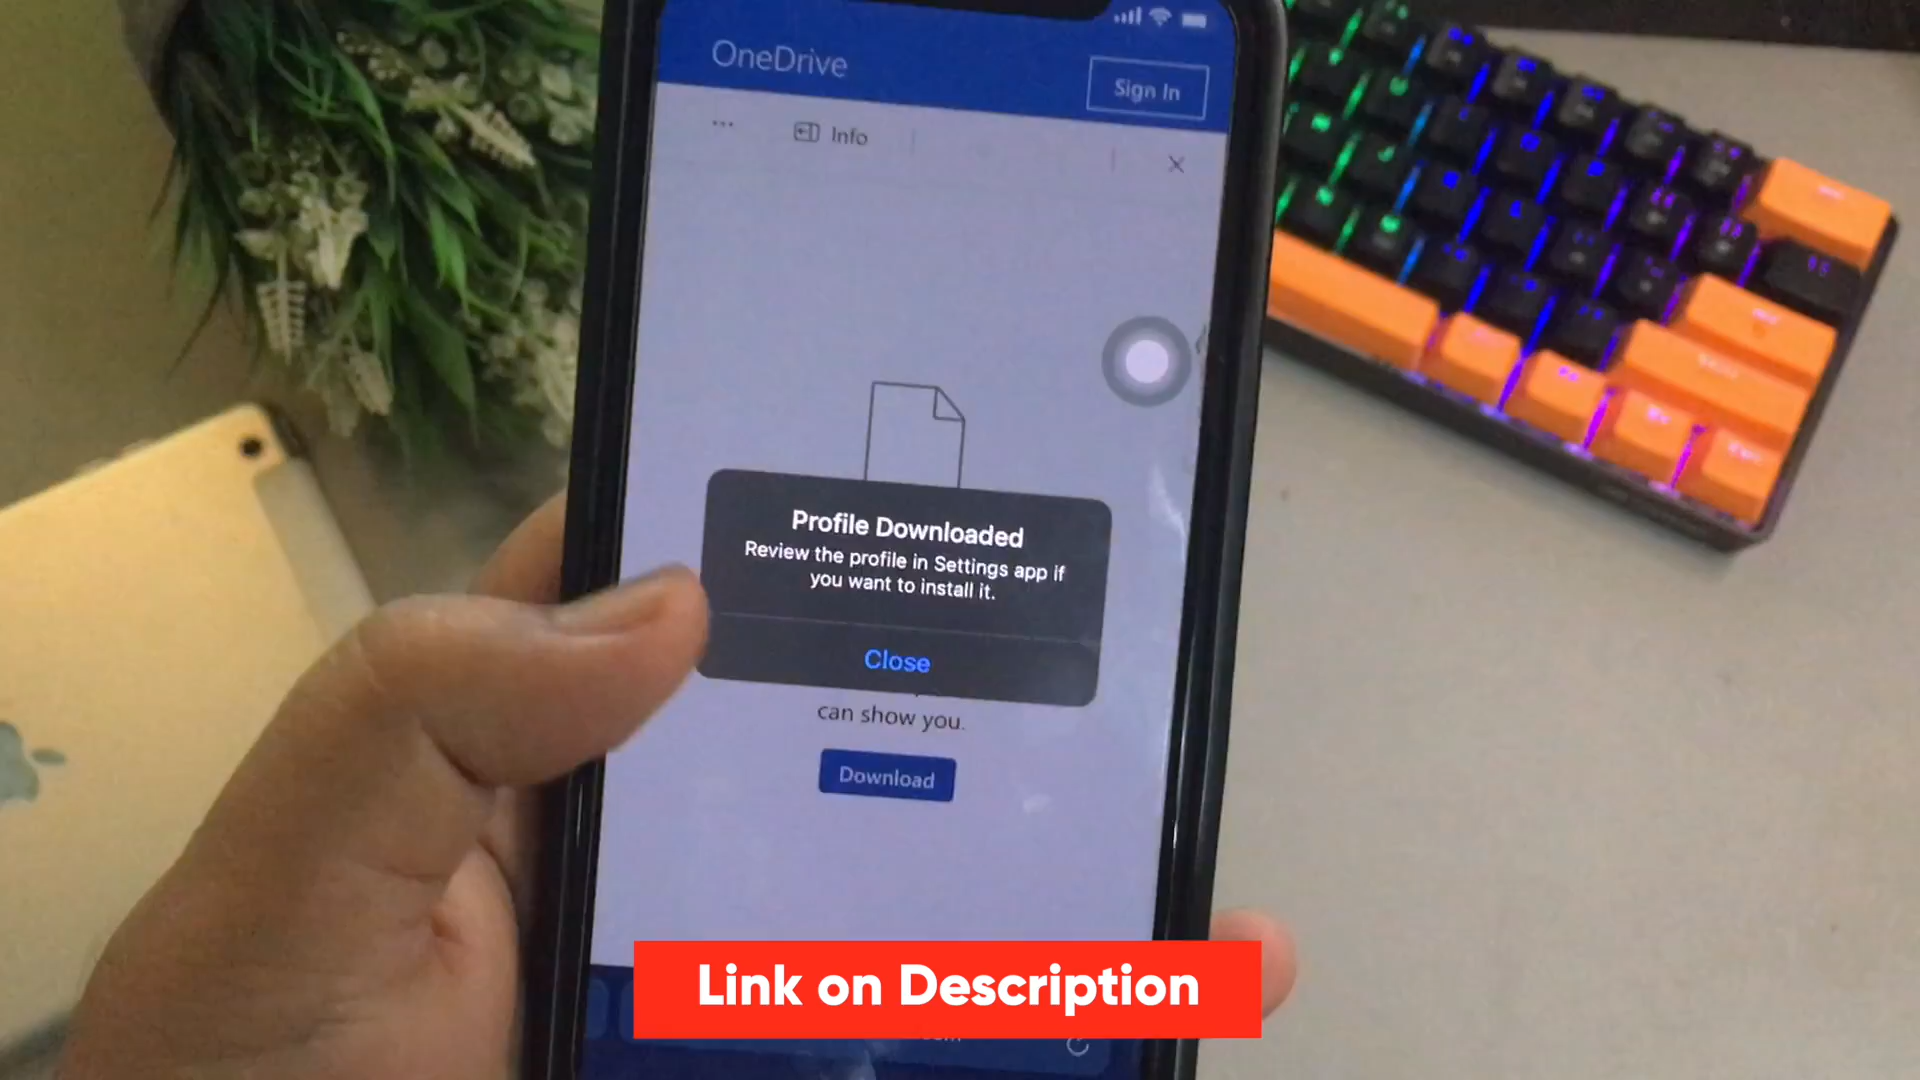 OneDrive
Sign In
Info
Profile Downloaded
Review the profile in Settings app if
you want to install it.
Close
can show you.
Download
Link on Description